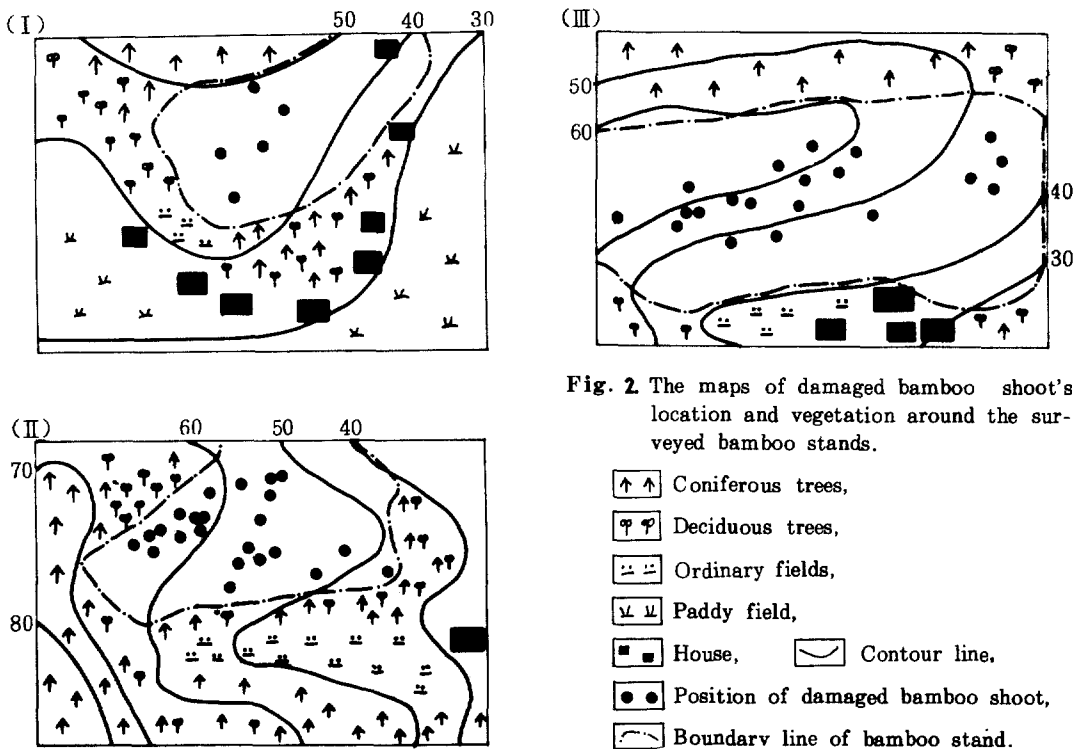 (I)
50 40 30
(III)
50
60
40
30
Fig. 2. The maps of damaged bamboo shoot's
location and vegetation around the sur-
veyed bamboo stands.
Coniferous trees,
Deciduous trees,
Ordinary fields,
Paddy field,
House, Contour line,
Position of damaged bamboo shoot,
Boundary line of bamboo stand.
(II)
60 50 40
70
80